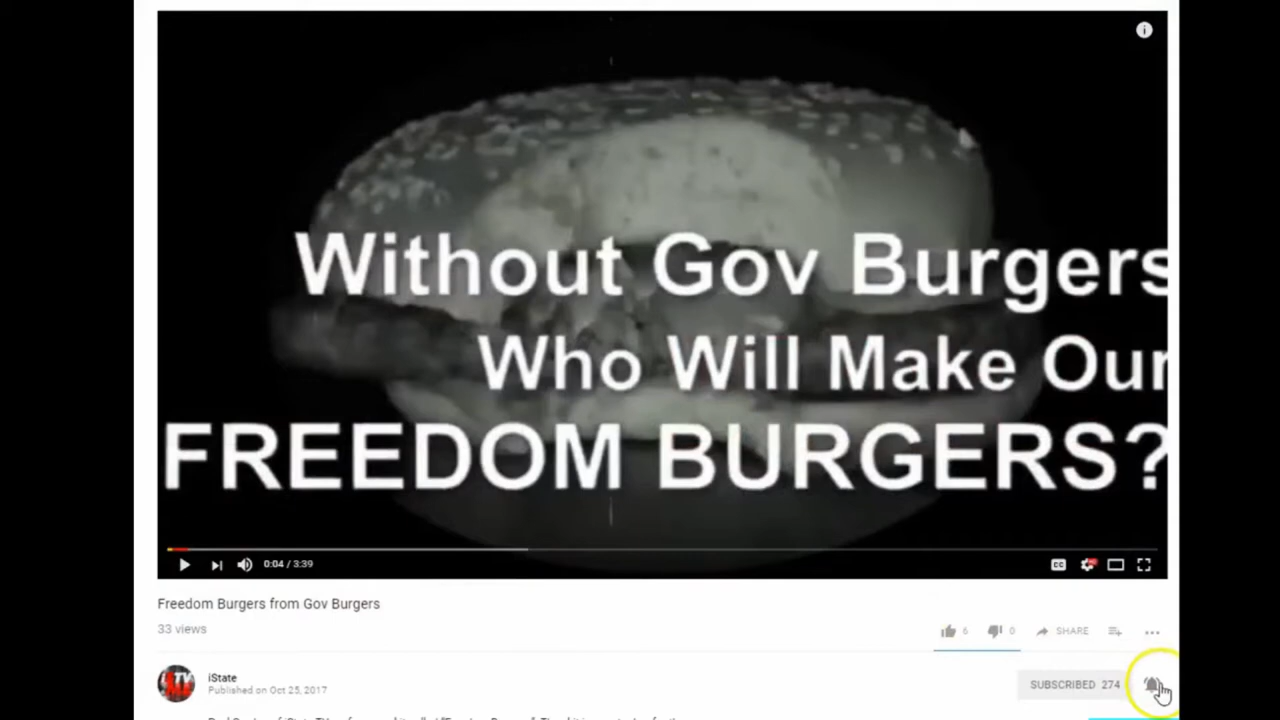 Without Gov Burgers
Who Will Make Our
FREEDOM BURGERS?
0:04 / 3:39
CC
Freedom Burgers from Gov Burgers
33 views
6
0
SHARE
iState
SUBSCRIBED 274
Published on Oct 25, 2017